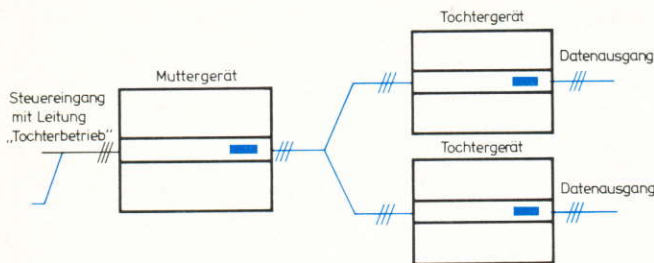 Tochtergerät
Datenausgang
Muttergerät
Steuereingang
mit Leitung
„Tochterbetrieb"
Tochtergerät
Datenausgang